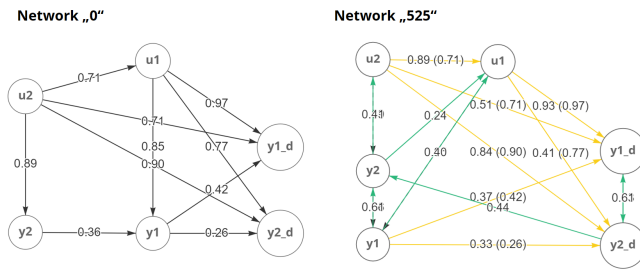 Network „0“
Network „525“
u2
u1
y1_d
y2
y1
y2_d
0.71
0.97
0.71
0.85
0.77
0.90
0.89
0.42
0.36
0.26
u2
u1
y1_d
y2
y1
y2_d
0.89 (0.71)
0.51 (0.71)
0.93 (0.97)
0.24
0.40
0.84 (0.90)
0.41 (0.77)
0.37 (0.42)
0.44
0.33 (0.26)